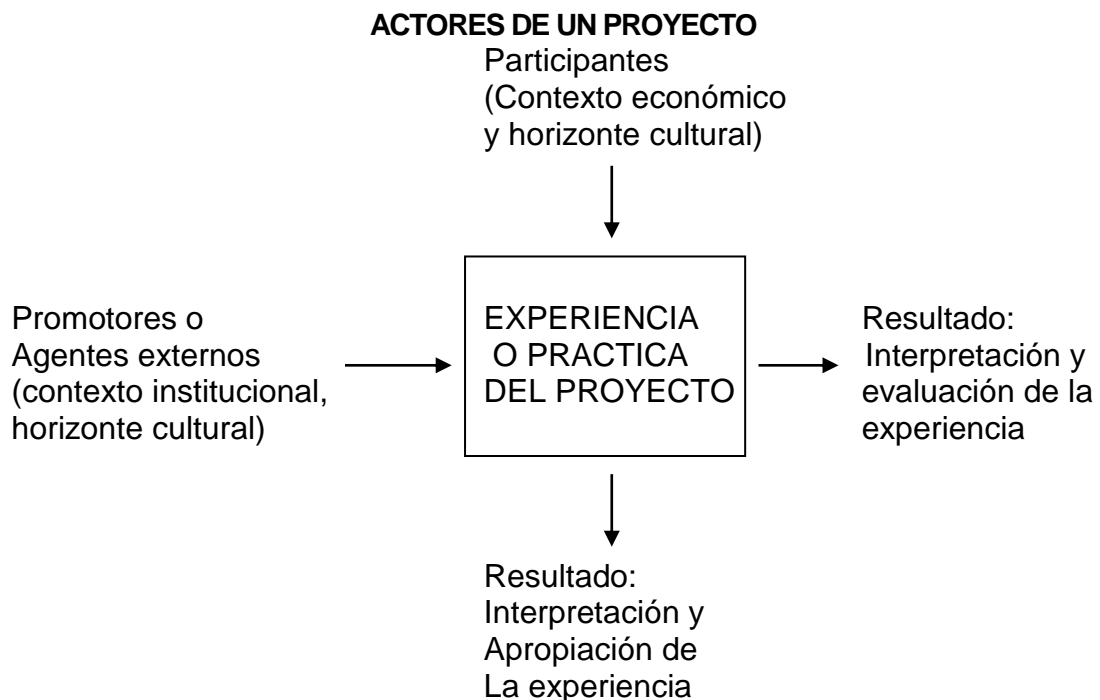 ACTORES DE UN PROYECTO
Participantes
(Contexto económico
y horizonte cultural)
Promotores o
Agentes externos
(contexto institucional,
horizonte cultural)
EXPERIENCIA
O PRACTICA
DEL PROYECTO
Resultado:
Interpretación y
evaluación de la
experiencia
Resultado:
Interpretación y
Apropiación de
La experiencia